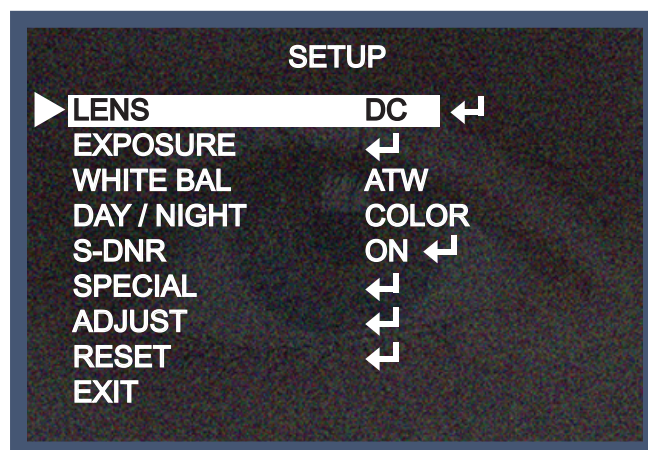 SETUP
LENS DC
EXPOSURE
WHITE BAL ATW
DAY / NIGHT COLOR
S-DNR ON
SPECIAL
ADJUST
RESET
EXIT